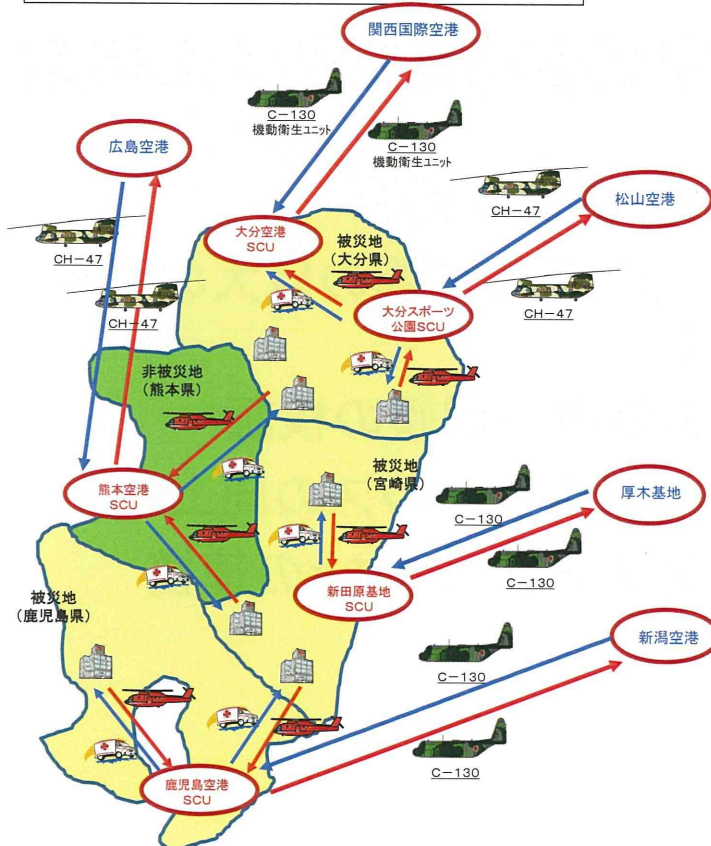 関西国際空港
C-130
機動衛生ユニット
C-130
機動衛生ユニット
広島空港
CH-47
松山空港
大分空港
SCU
被災地
(大分県)
CH-47
CH-47
CH-47
大分スポーツ
公園SCU
非被災地
(熊本県)
被災地
(宮崎県)
熊本空港
SCU
C-130
厚木基地
C-130
新田原基地
SCU
被災地
(鹿児島県)
新潟空港
C-130
C-130
鹿児島空港
SCU